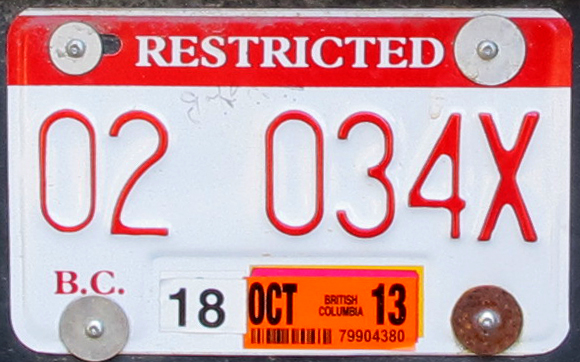 RESTRICTED
02 034X
B.C.
18 OCT BRITISH COLUMBIA 13
79904380